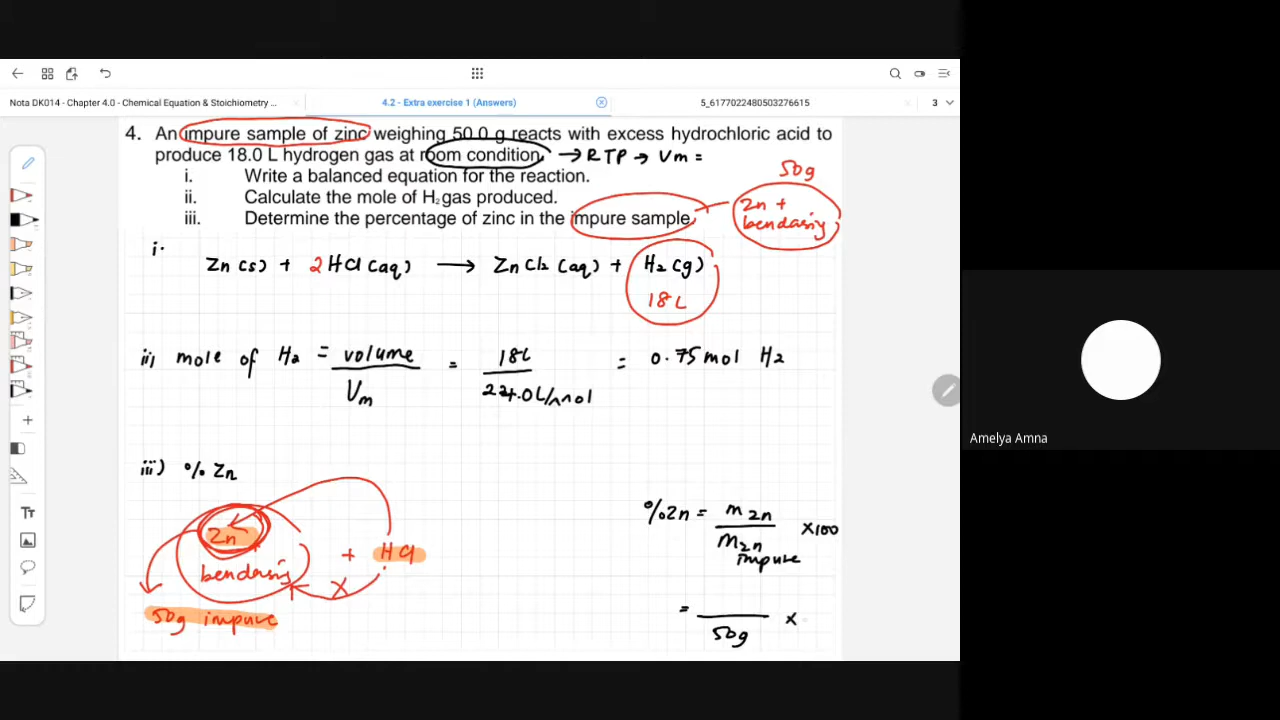 Nota DK014 - Chapter 4.0 - Chemical Equation & Stoichiometry ...
4.2 - Extra exercise 1 (Answers)
5_6177022480503276615
3
4. An impure sample of zinc weighing 50.0 g reacts with excess hydrochloric acid to
produce 18.0 L hydrogen gas at room condition. → RTP → Vm =
i. Write a balanced equation for the reaction.
ii. Calculate the mole of H₂ gas produced.
iii. Determine the percentage of zinc in the impure sample.
50g
Zn +
bendasing
i.
Zn (s) + 2HCl (aq) → ZnCl₂ (aq) + H₂ (g)
18L
ii) mole of H₂ = volume / Vm = 18L / 24.0L/mol = 0.75 mol H₂
iii) % Zn
Zn
bendasing
+ HCl
X
50g impure
%Zn = m Zn / m Zn impure X100
= / 50g x
Tт
Amelya Amna